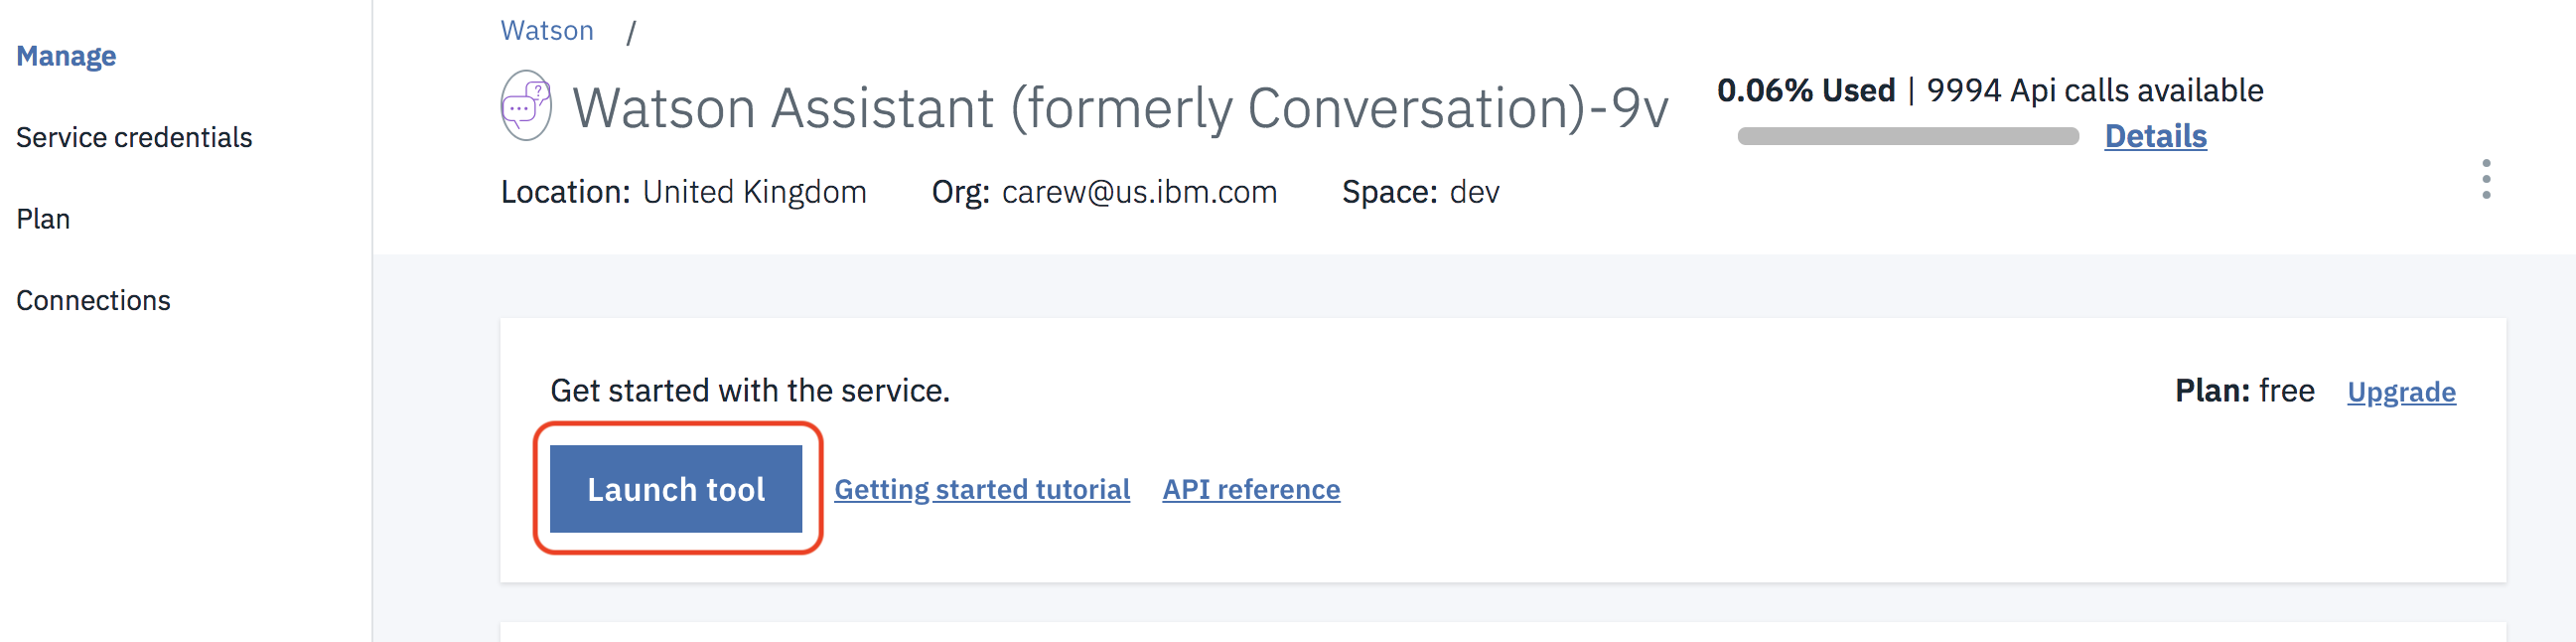 Manage
Service credentials
Plan
Connections
Watson /
Watson Assistant (formerly Conversation)-9v
0.06% Used | 9994 Api calls available
Details
Location: United Kingdom Org: carew@us.ibm.com Space: dev
Get started with the service.
Plan: free Upgrade
Launch tool Getting started tutorial API reference